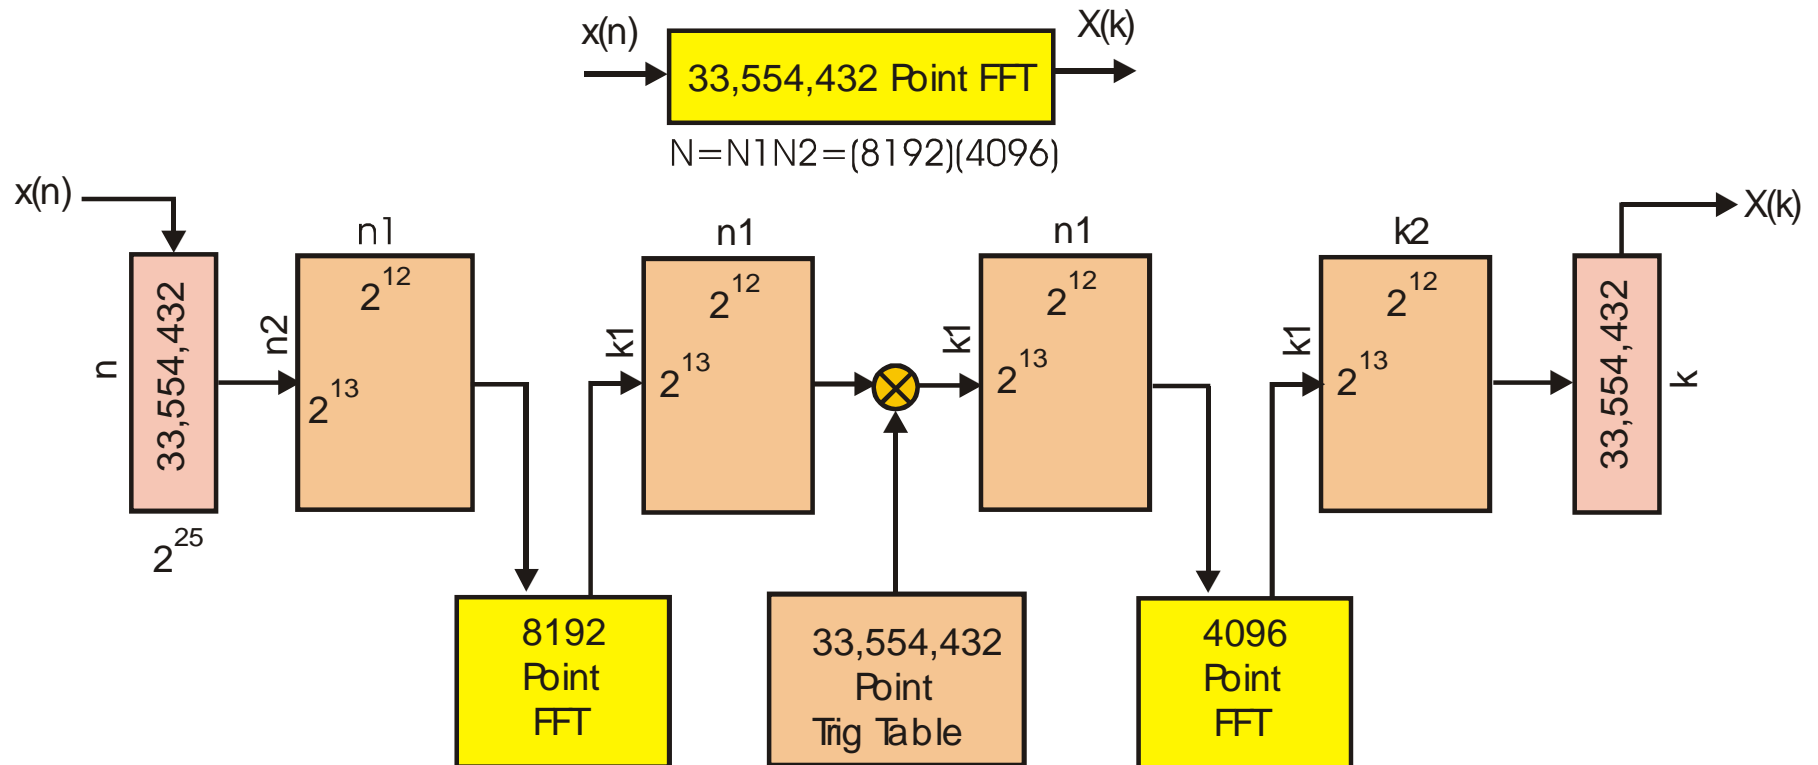 x(n)
X(k)
33,554,432 Point FFT
N=N1N2=(8192)(4096)
x(n)
X(k)
n1
n1
n1
k2
n
33,554,432
2^25
n2
2^12
2^13
k1
2^12
2^13
k1
2^12
2^13
k1
2^12
2^13
33,554,432
k
8192
Point
FFT
33,554,432
Point
Trig Table
4096
Point
FFT